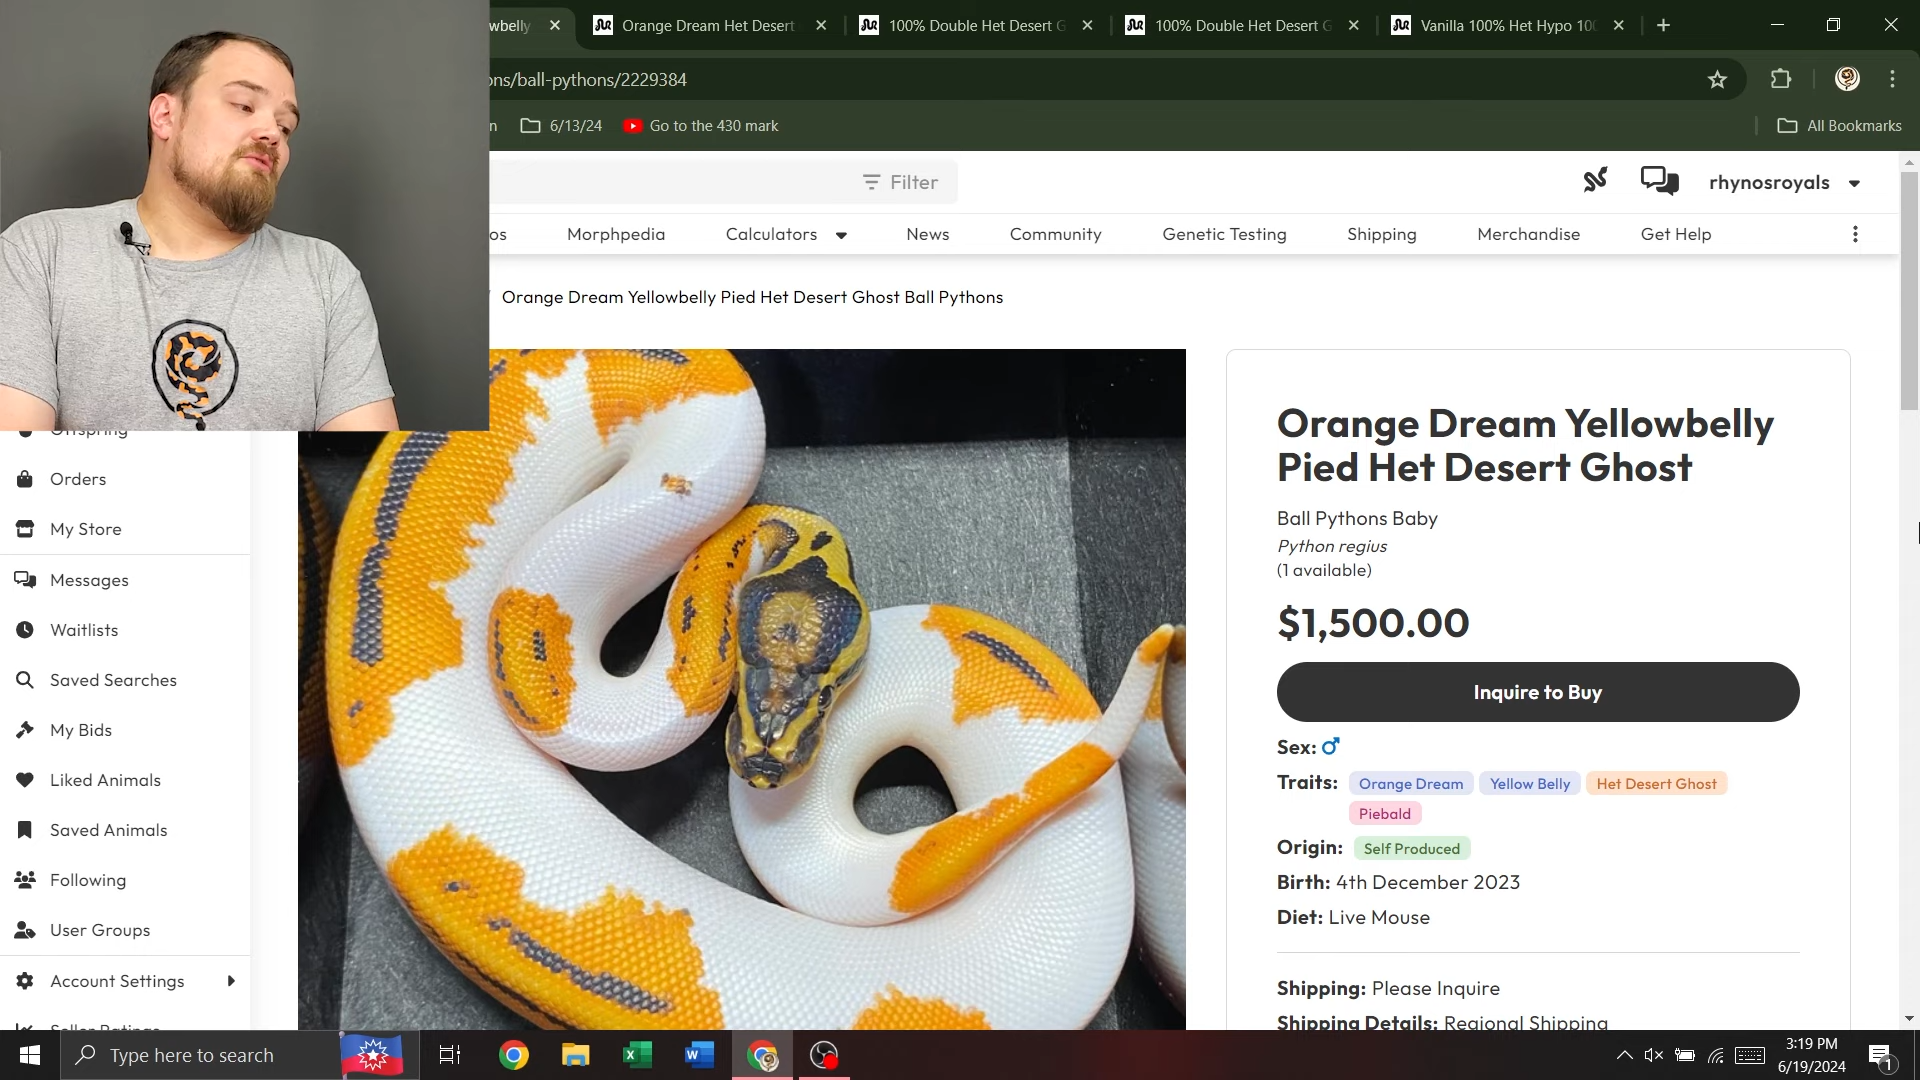 wbelly
Orange Dream Het Desert
100% Double Het Desert G
100% Double Het Desert G
Vanilla 100% Het Hypo 100
ons/ball-pythons/2229384
n
6/13/24
Go to the 430 mark
All Bookmarks
Filter
rhynosroyals
os
Morphpedia
Calculators
News
Community
Genetic Testing
Shipping
Merchandise
Get Help
Orange Dream Yellowbelly Pied Het Desert Ghost Ball Pythons
Offspring
Orders
My Store
Messages
Waitlists
Saved Searches
My Bids
Liked Animals
Saved Animals
Following
User Groups
Account Settings
Seller Ratings
Orange Dream Yellowbelly
Pied Het Desert Ghost
Ball Pythons Baby
Python regius
(1 available)
$1,500.00
Inquire to Buy
Sex:
Traits: Orange Dream Yellow Belly Het Desert Ghost
Piebald
Origin: Self Produced
Birth: 4th December 2023
Diet: Live Mouse
Shipping: Please Inquire
Shipping Details: Regional Shipping
Type here to search
3:19 PM
6/19/2024
1